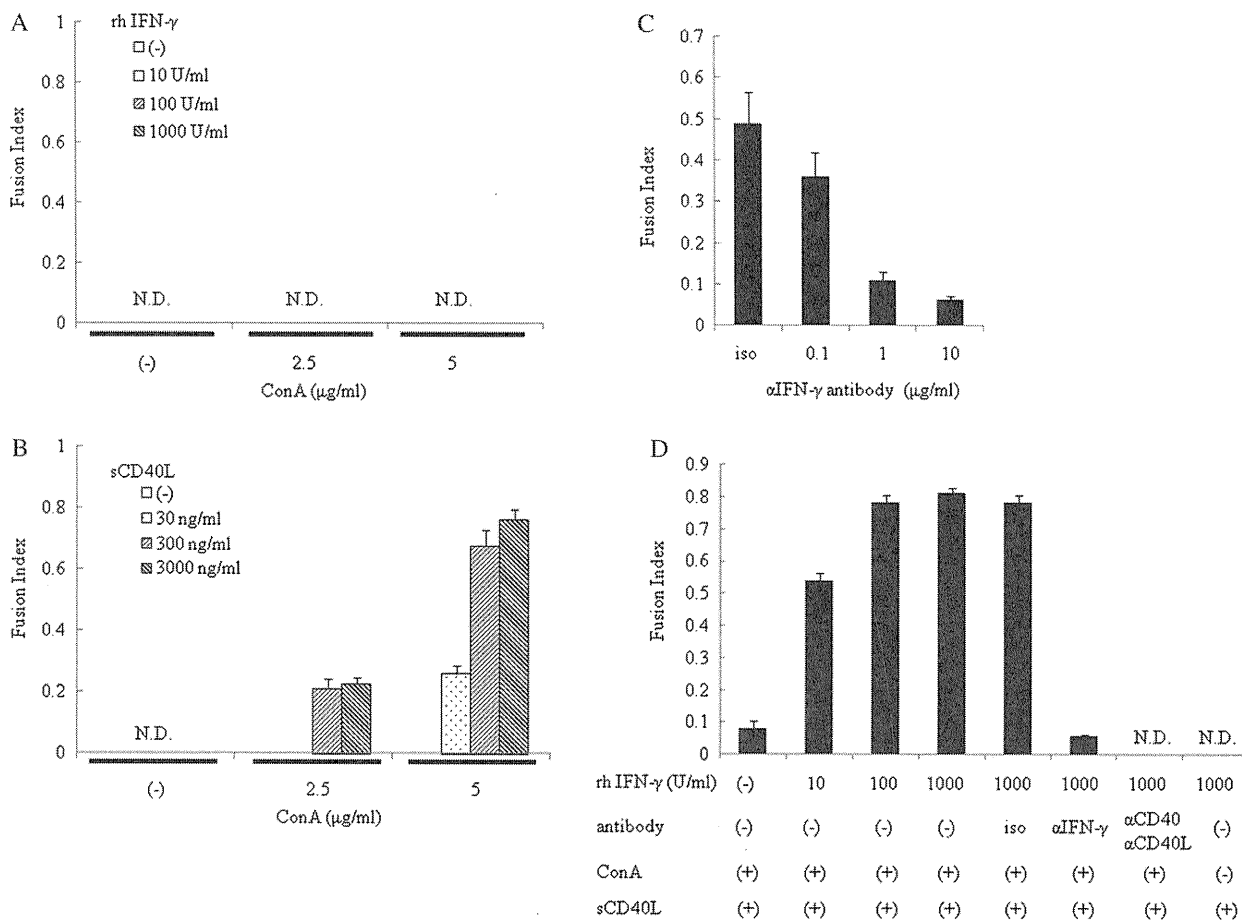 A
rh IFN-γ
(-)
10 U/ml
100 U/ml
1000 U/ml
Fusion Index
1
0.8
0.6
0.4
0.2
0
N.D. N.D. N.D.
(-) 2.5 5
ConA (μg/ml)
B
sCD40L
(-)
30 ng/ml
300 ng/ml
3000 ng/ml
Fusion Index
1
0.8
0.6
0.4
0.2
0
N.D.
(-) 2.5 5
ConA (μg/ml)
C
Fusion Index
0.7
0.6
0.5
0.4
0.3
0.2
0.1
0
iso 0.1 1 10
αIFN-γ antibody (μg/ml)
D
Fusion Index
0.9
0.8
0.7
0.6
0.5
0.4
0.3
0.2
0.1
0
N.D. N.D.
rh IFN-γ (U/ml) (-) 10 100 1000 1000 1000 1000 1000
antibody (-) (-) (-) (-) iso αIFN-γ αCD40 αCD40L (-)
ConA (+) (+) (+) (+) (+) (+) (+) (-)
sCD40L (+) (+) (+) (+) (+) (+) (+) (+)